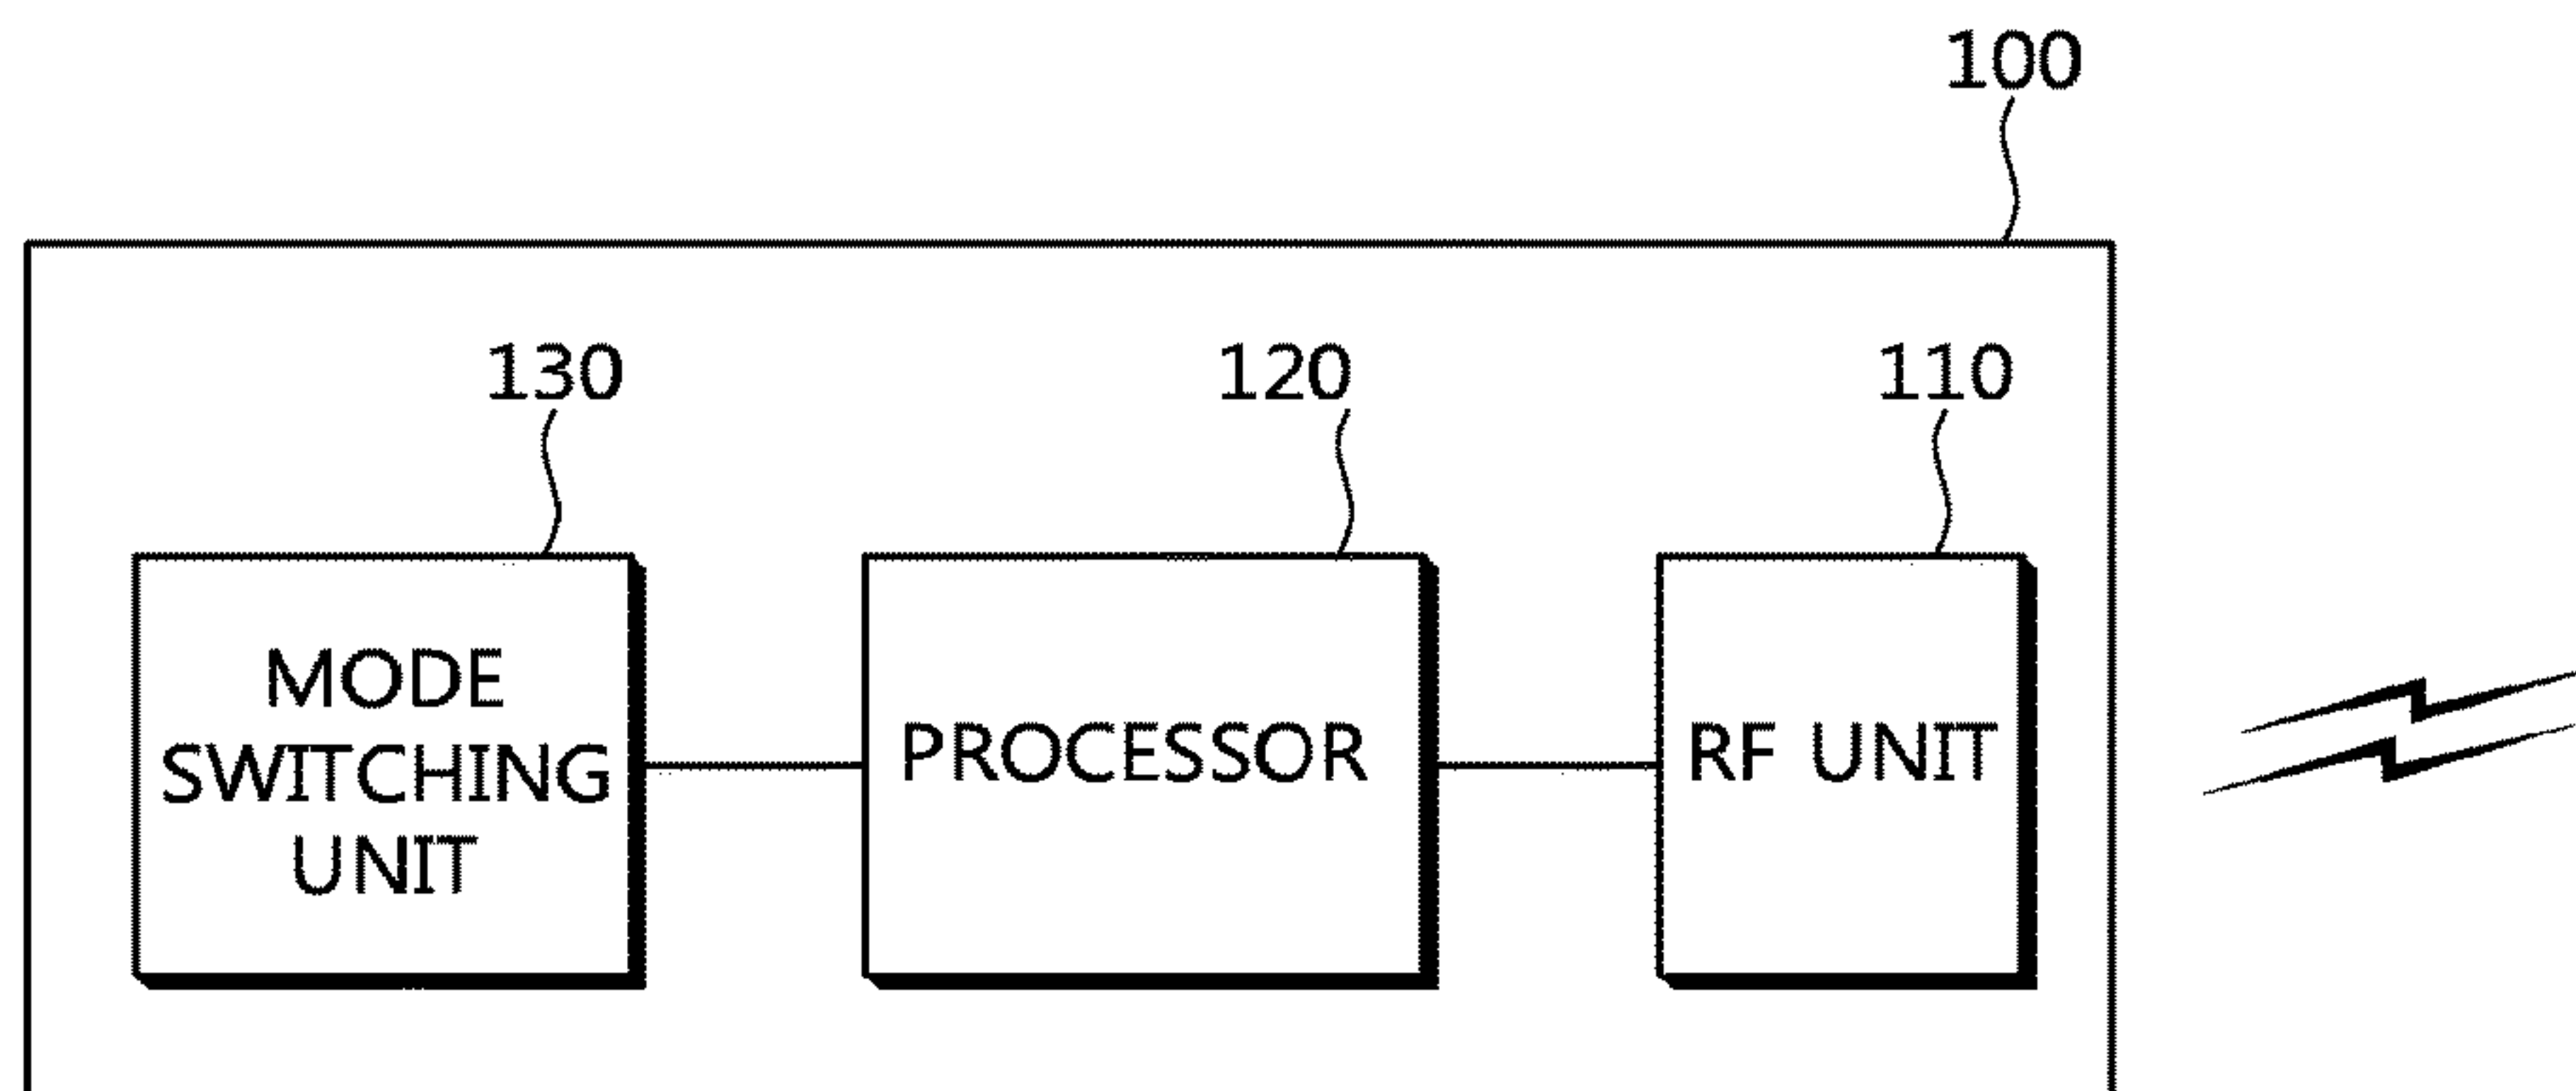 100
130
120
110
MODE
SWITCHING
UNIT
PROCESSOR
RF UNIT